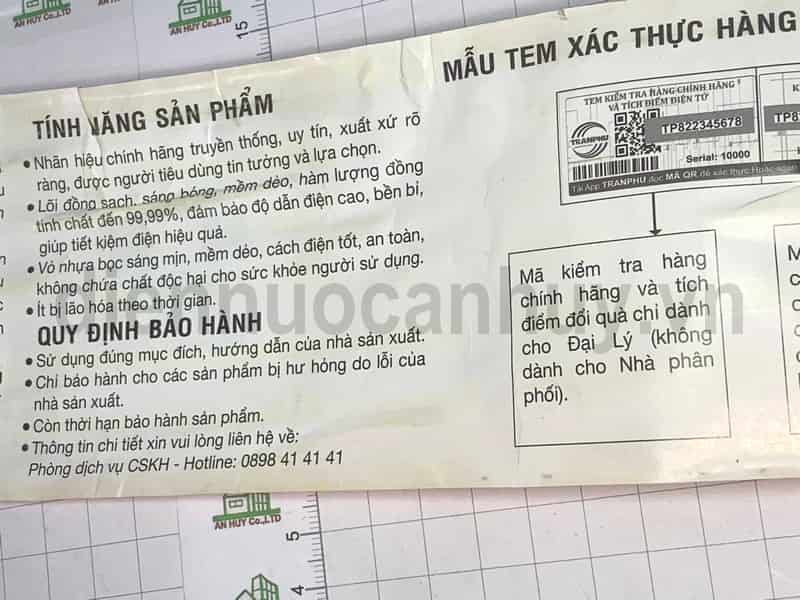 AN HUY Co.,LTD
AN HUY Co.,LTD
15
TÍNH NĂNG SẢN PHẨM
• Nhãn hiệu chính hãng truyền thống, uy tín, xuất xứ rõ
ràng, được người tiêu dùng tin tưởng và lựa chọn.
• Lõi đồng sạch, sáng bóng, mềm dẻo, hàm lượng đồng
tinh chất đến 99,99%, đảm bảo độ dẫn điện cao, bền bỉ,
giúp tiết kiệm điện hiệu quả.
• Vỏ nhựa bọc sáng mịn, mềm dẻo, cách điện tốt, an toàn,
không chứa chất độc hại cho sức khỏe người sử dụng.
• Ít bị lão hóa theo thời gian.
QUY ĐỊNH BẢO HÀNH
• Sử dụng đúng mục đích, hướng dẫn của nhà sản xuất.
• Chỉ bảo hành cho các sản phẩm bị hư hỏng do lỗi của
nhà sản xuất.
• Còn thời hạn bảo hành sản phẩm.
• Thông tin chi tiết xin vui lòng liên hệ về:
Phòng dịch vụ CSKH - Hotline: 0898 41 41 41
MẪU TEM XÁC THỰC HÀNG
TEM KIỂM TRA HÀNG CHÍNH HÃNG
VÀ TÍCH ĐIỂM ĐIỆN TỬ
TRANPHU
TP822345678
Serial: 10000
Tải App TRANPHU đọc MÃ QR để xác thực Hoặc
Mã kiểm tra hàng
chính hãng và tích
điểm đổi quà chỉ dành
cho Đại Lý (không
dành cho Nhà phân
phối).
diennuocanhuy.vn
AN HUY Co.,LTD
5
4